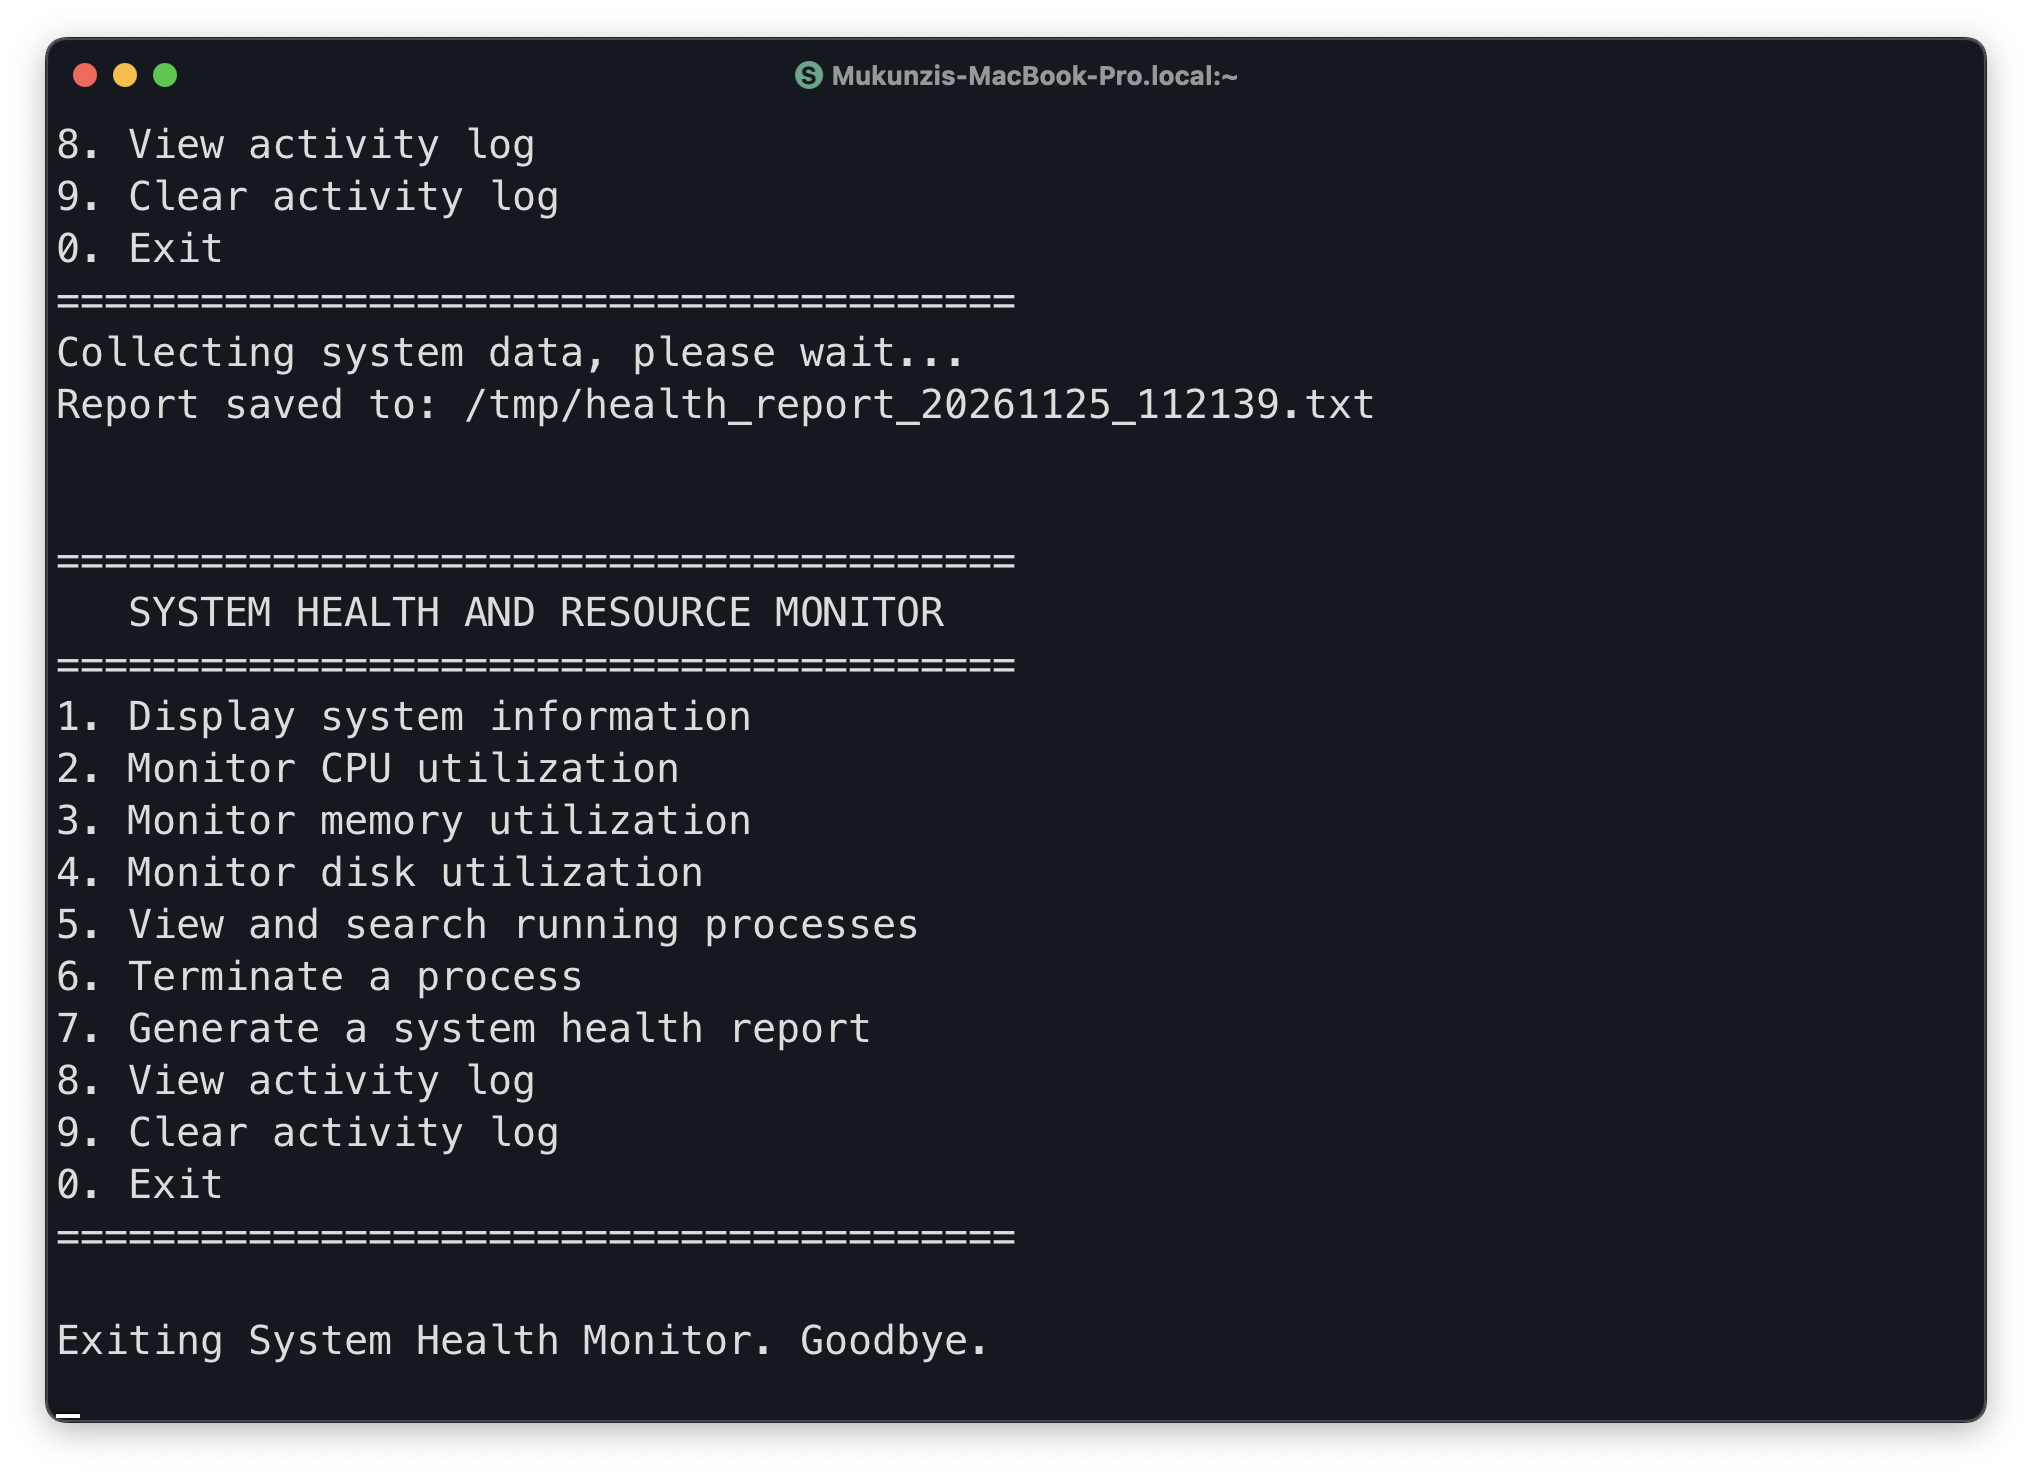 S Mukunzis-MacBook-Pro.local:~
8. View activity log
9. Clear activity log
0. Exit
========================================
Collecting system data, please wait...
Report saved to: /tmp/health_report_20261125_112139.txt
========================================
   SYSTEM HEALTH AND RESOURCE MONITOR
========================================
1. Display system information
2. Monitor CPU utilization
3. Monitor memory utilization
4. Monitor disk utilization
5. View and search running processes
6. Terminate a process
7. Generate a system health report
8. View activity log
9. Clear activity log
0. Exit
========================================
Exiting System Health Monitor. Goodbye.